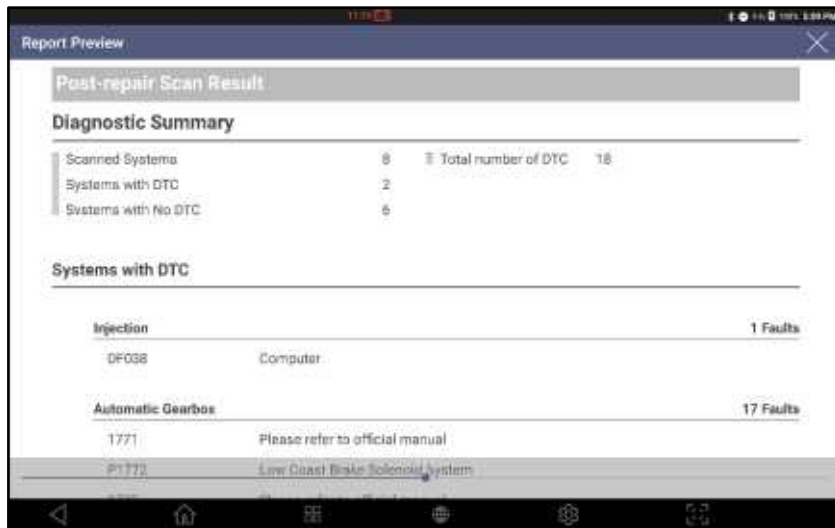 Report Preview
Post-repair Scan Result
Diagnostic Summary
Scanned Systems 8 Total number of DTC 18
Systems with DTC 2
Systems with No DTC 6
Systems with DTC
Injection 1 Faults
DF038 Computer
Automatic Gearbox 17 Faults
1771 Please refer to official manual
P1772 Low Coast Brake Solenoid System